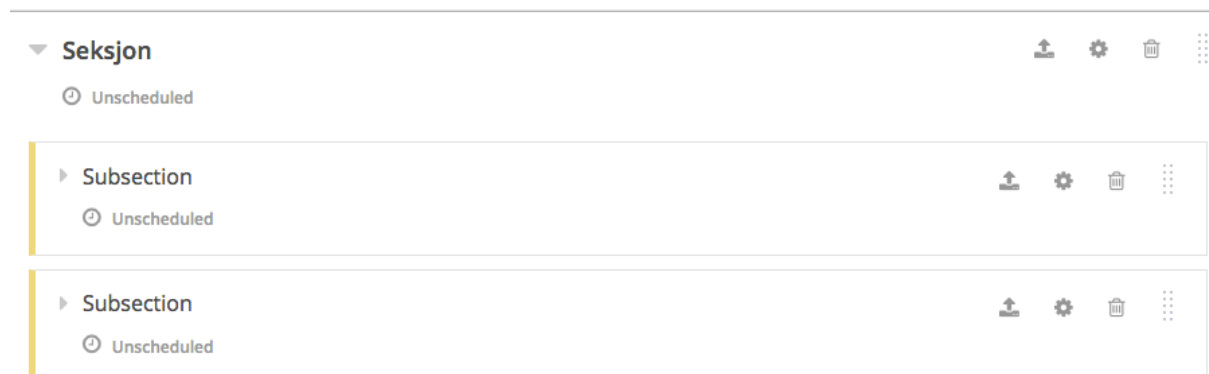 Seksjon
Unscheduled
Subsection
Unscheduled
Subsection
Unscheduled